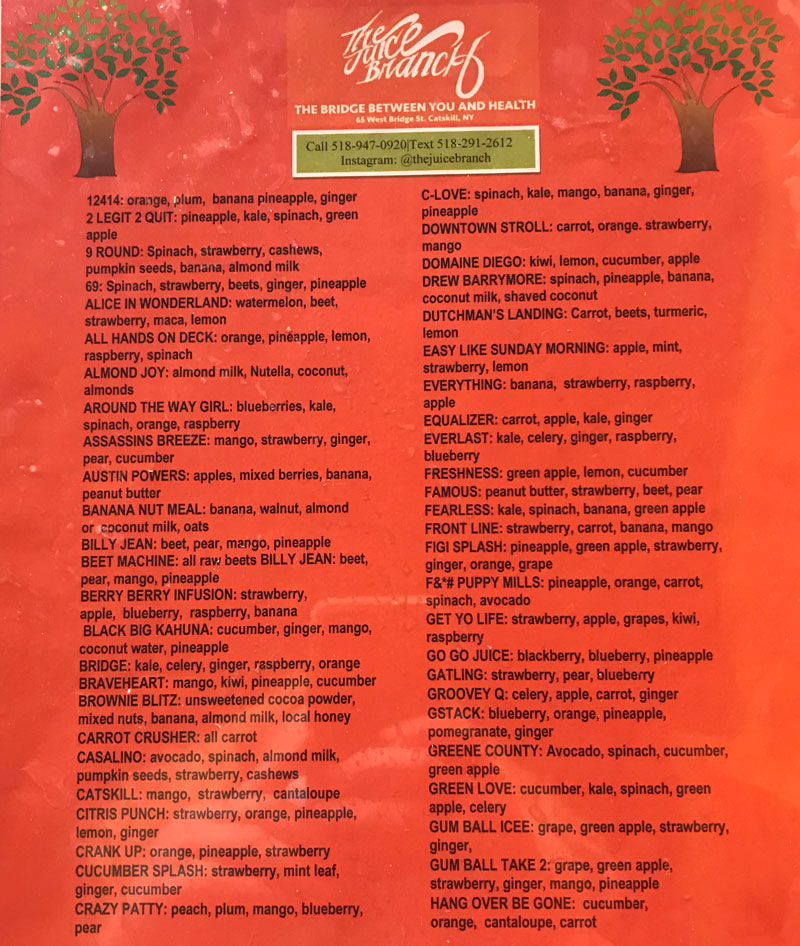 The Juice Branch
THE BRIDGE BETWEEN YOU AND HEALTH
65 West Bridge St. Catskill, NY
Call 518-947-0920|Text 518-291-2612
Instagram: @thejuicebranch
12414: orange, plum, banana pineapple, ginger
2 LEGIT 2 QUIT: pineapple, kale, spinach, green
apple
9 ROUND: Spinach, strawberry, cashews,
pumpkin seeds, banana, almond milk
69: Spinach, strawberry, beets, ginger, pineapple
ALICE IN WONDERLAND: watermelon, beet,
strawberry, maca, lemon
ALL HANDS ON DECK: orange, pineapple, lemon,
raspberry, spinach
ALMOND JOY: almond milk, Nutella, coconut,
almonds
AROUND THE WAY GIRL: blueberries, kale,
spinach, orange, raspberry
ASSASSINS BREEZE: mango, strawberry, ginger,
pear, cucumber
AUSTIN POWERS: apples, mixed berries, banana,
peanut butter
BANANA NUT MEAL: banana, walnut, almond
or coconut milk, oats
BILLY JEAN: beet, pear, mango, pineapple
BEET MACHINE: all raw beets BILLY JEAN: beet,
pear, mango, pineapple
BERRY BERRY INFUSION: strawberry,
apple, blueberry, raspberry, banana
BLACK BIG KAHUNA: cucumber, ginger, mango,
coconut water, pineapple
BRIDGE: kale, celery, ginger, raspberry, orange
BRAVEHEART: mango, kiwi, pineapple, cucumber
BROWNIE BLITZ: unsweetened cocoa powder,
mixed nuts, banana, almond milk, local honey
CARROT CRUSHER: all carrot
CASALINO: avocado, spinach, almond milk,
pumpkin seeds, strawberry, cashews
CATSKILL: mango, strawberry, cantaloupe
CITRIS PUNCH: strawberry, orange, pineapple,
lemon, ginger
CRANK UP: orange, pineapple, strawberry
CUCUMBER SPLASH: strawberry, mint leaf,
ginger, cucumber
CRAZY PATTY: peach, plum, mango, blueberry,
pear
C-LOVE: spinach, kale, mango, banana, ginger,
pineapple
DOWNTOWN STROLL: carrot, orange. strawberry,
mango
DOMAINE DIEGO: kiwi, lemon, cucumber, apple
DREW BARRYMORE: spinach, pineapple, banana,
coconut milk, shaved coconut
DUTCHMAN'S LANDING: Carrot, beets, turmeric,
lemon
EASY LIKE SUNDAY MORNING: apple, mint,
strawberry, lemon
EVERYTHING: banana, strawberry, raspberry,
apple
EQUALIZER: carrot, apple, kale, ginger
EVERLAST: kale, celery, ginger, raspberry,
blueberry
FRESHNESS: green apple, lemon, cucumber
FAMOUS: peanut butter, strawberry, beet, pear
FEARLESS: kale, spinach, banana, green apple
FRONT LINE: strawberry, carrot, banana, mango
FIGI SPLASH: pineapple, green apple, strawberry,
ginger, orange, grape
F&*# PUPPY MILLS: pineapple, orange, carrot,
spinach, avocado
GET YO LIFE: strawberry, apple, grapes, kiwi,
raspberry
GO GO JUICE: blackberry, blueberry, pineapple
GATLING: strawberry, pear, blueberry
GROOVEY Q: celery, apple, carrot, ginger
GSTACK: blueberry, orange, pineapple,
pomegranate, ginger
GREENE COUNTY: Avocado, spinach, cucumber,
green apple
GREEN LOVE: cucumber, kale, spinach, green
apple, celery
GUM BALL ICEE: grape, green apple, strawberry,
ginger,
GUM BALL TAKE 2: grape, green apple,
strawberry, ginger, mango, pineapple
HANG OVER BE GONE: cucumber,
orange, cantaloupe, carrot